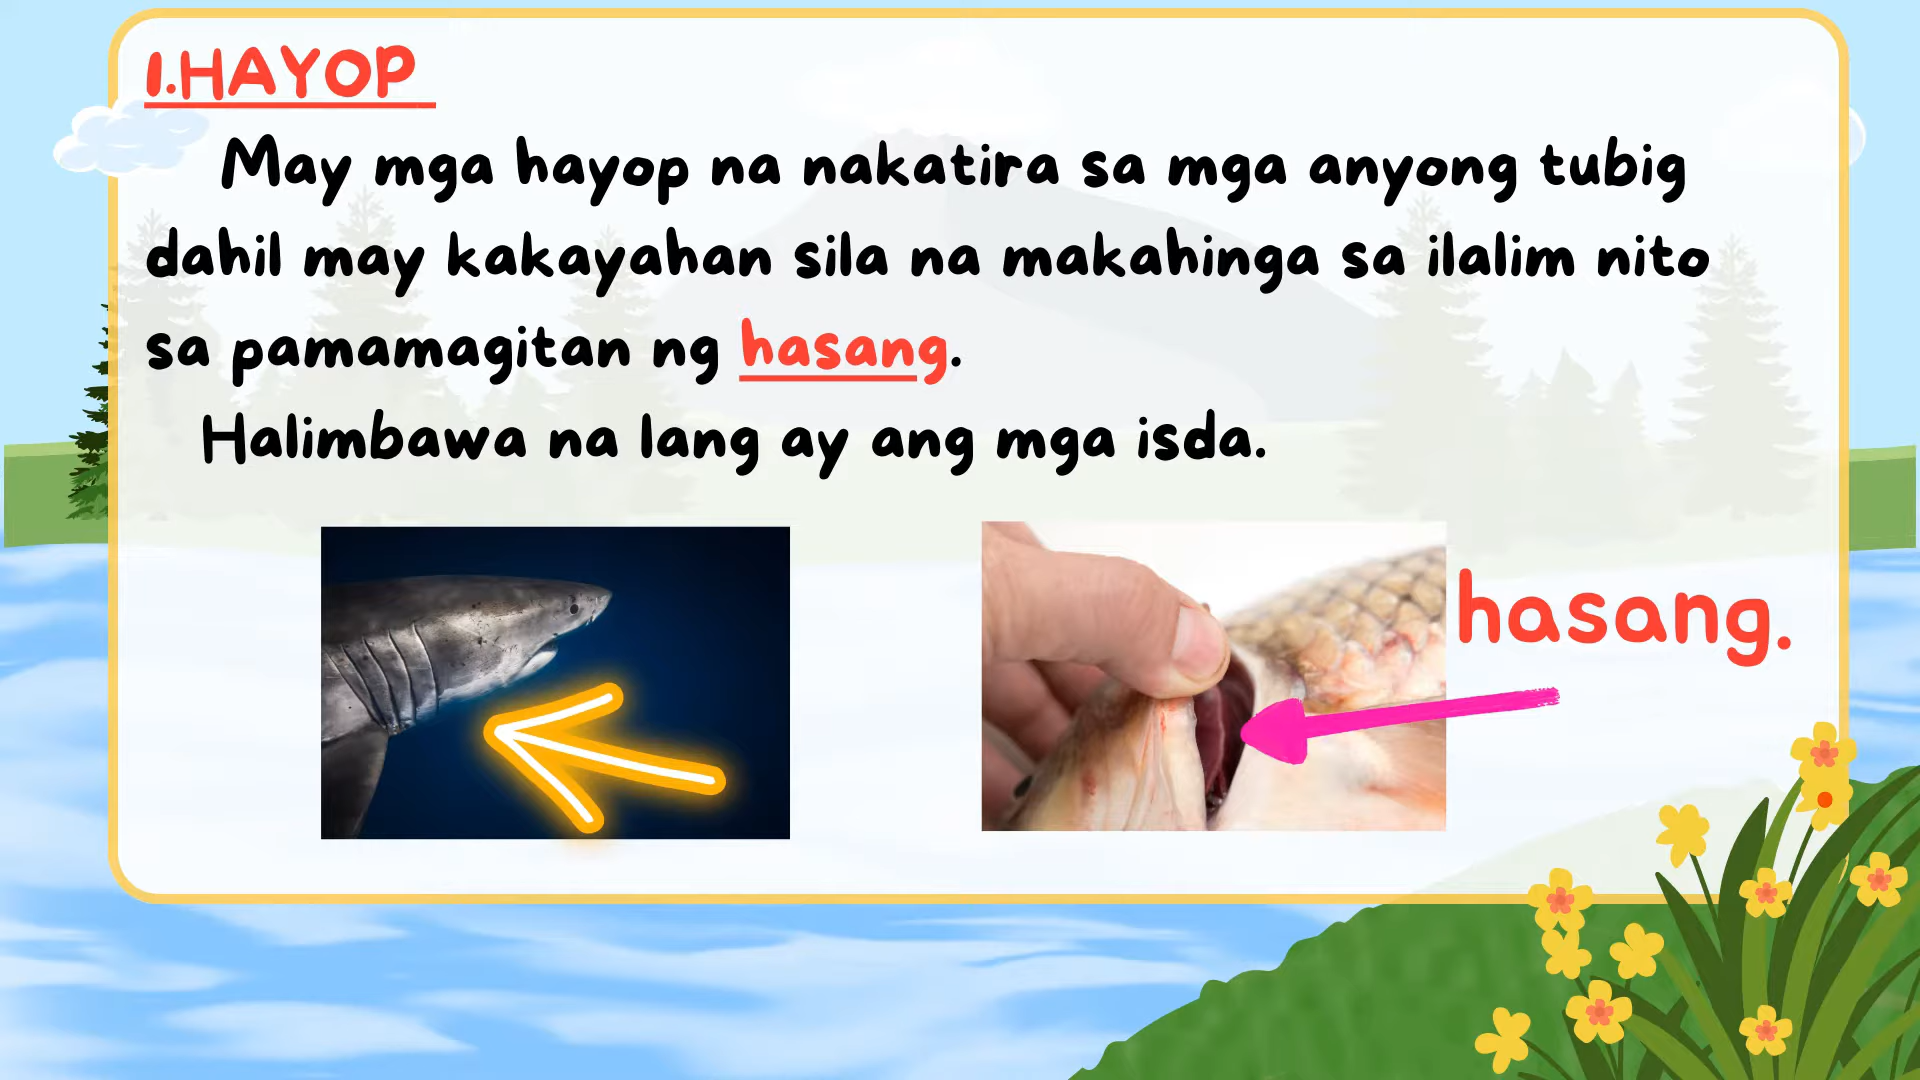 1.HAYOP
May mga hayop na nakatira sa mga anyong tubig
dahil may kakayahan sila na makahinga sa ilalim nito
sa pamamagitan ng hasang.
Halimbawa na lang ay ang mga isda.
hasang.